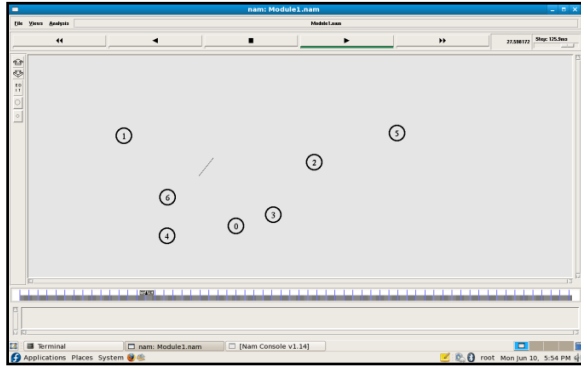 nam: Module1.nam
File Views Analysis Module1.nam
27.598172 Step: 125.9ms
1
5
2
6
3
0
4
Terminal nam: Module1.nam [Nam Console v1.14]
Applications Places System root Mon Jun 10, 5:54 PM